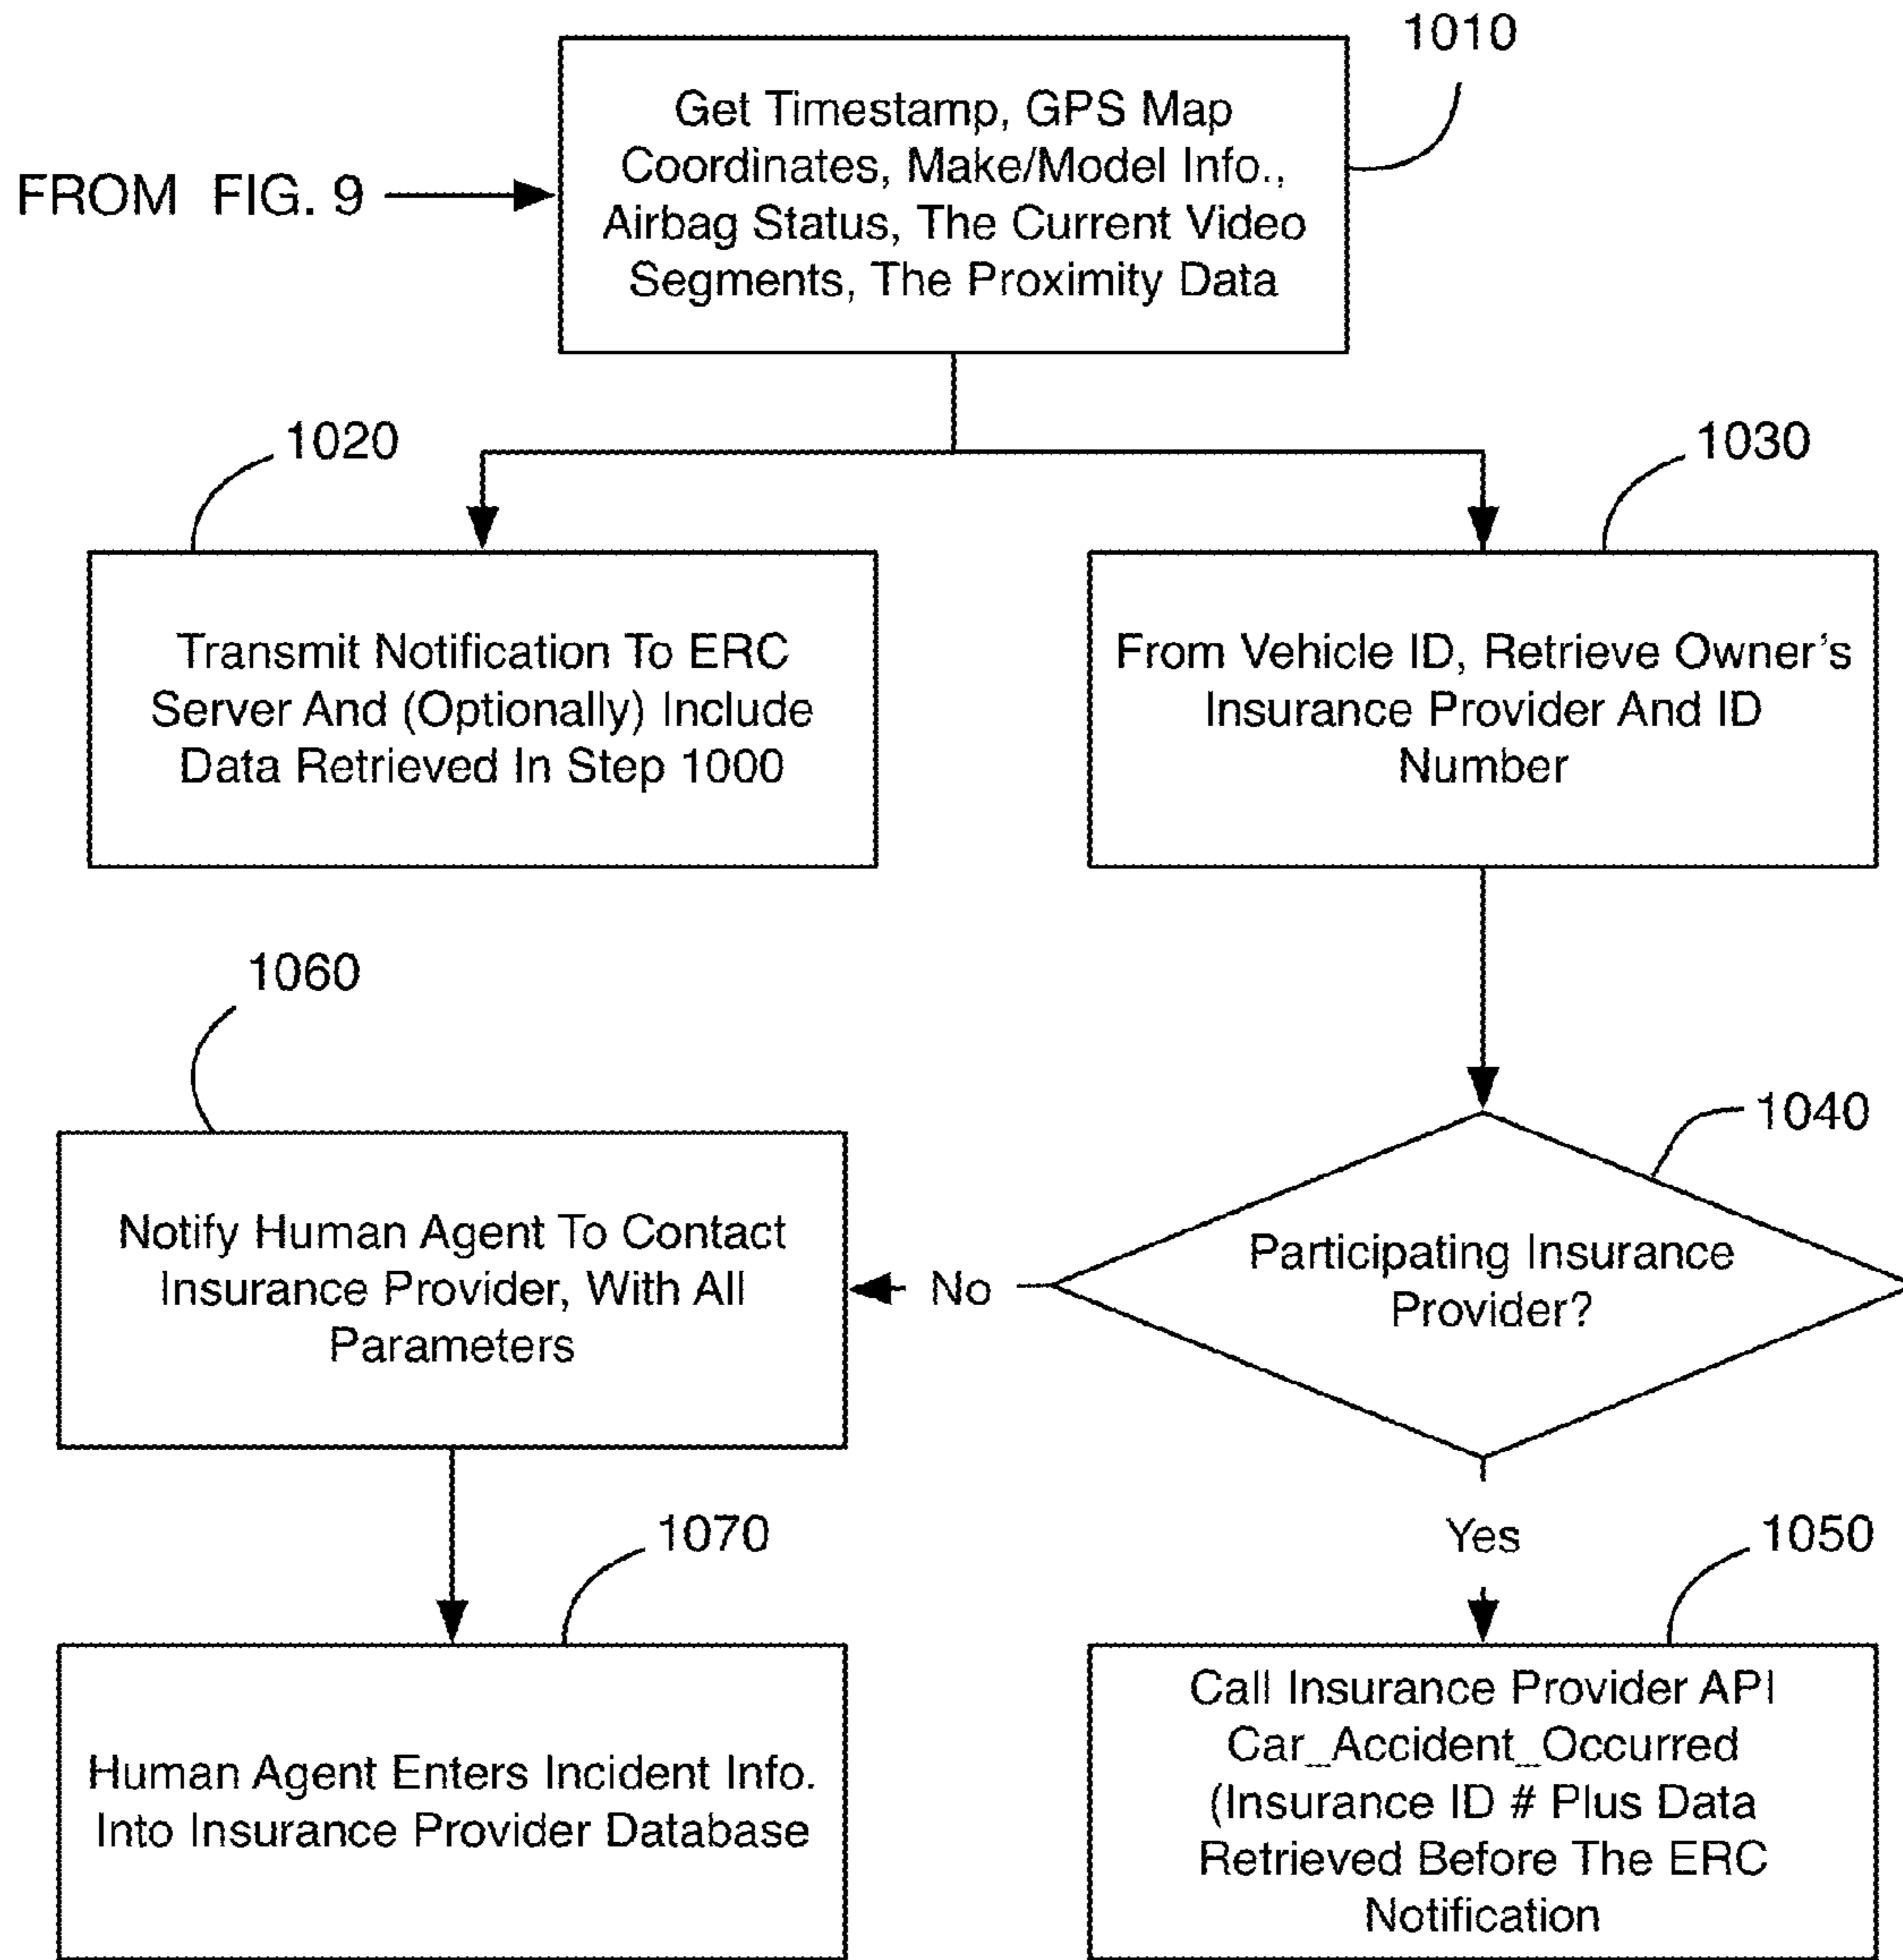 1010
Get Timestamp, GPS Map
Coordinates, Make/Model Info.,
Airbag Status, The Current Video
Segments, The Proximity Data
FROM FIG. 9
1020
1030
Transmit Notification To ERC
Server And (Optionally) Include
Data Retrieved In Step 1000
From Vehicle ID, Retrieve Owner's
Insurance Provider And ID
Number
1060
1040
Notify Human Agent To Contact
Insurance Provider, With All
Parameters
No
Participating Insurance
Provider?
1070
Yes
1050
Human Agent Enters Incident Info.
Into Insurance Provider Database
Call Insurance Provider API
Car_Accident_Occurred
(Insurance ID # Plus Data
Retrieved Before The ERC
Notification